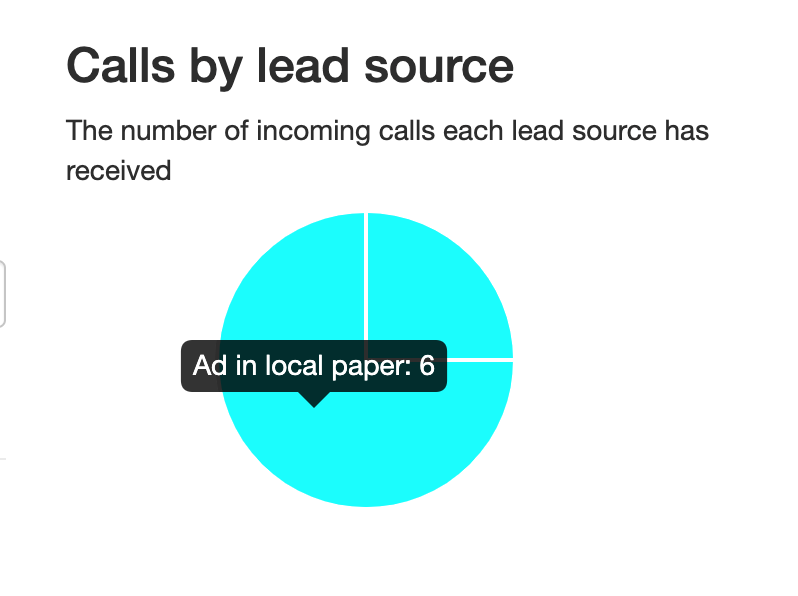 Calls by lead source
The number of incoming calls each lead source has
received
Ad in local paper: 6